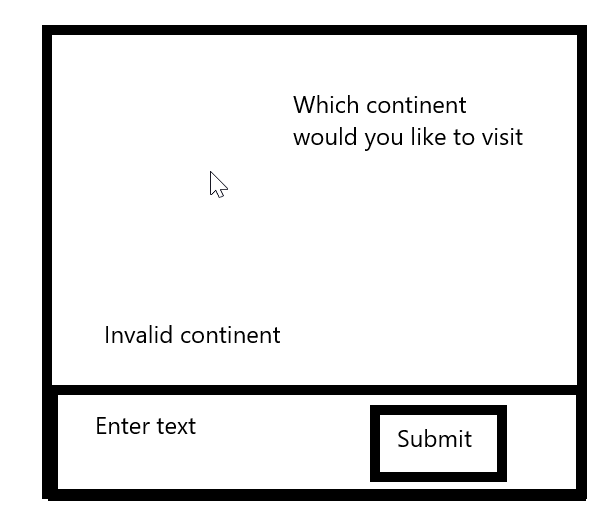 Which continent
would you like to visit
Invalid continent
Enter text
Submit